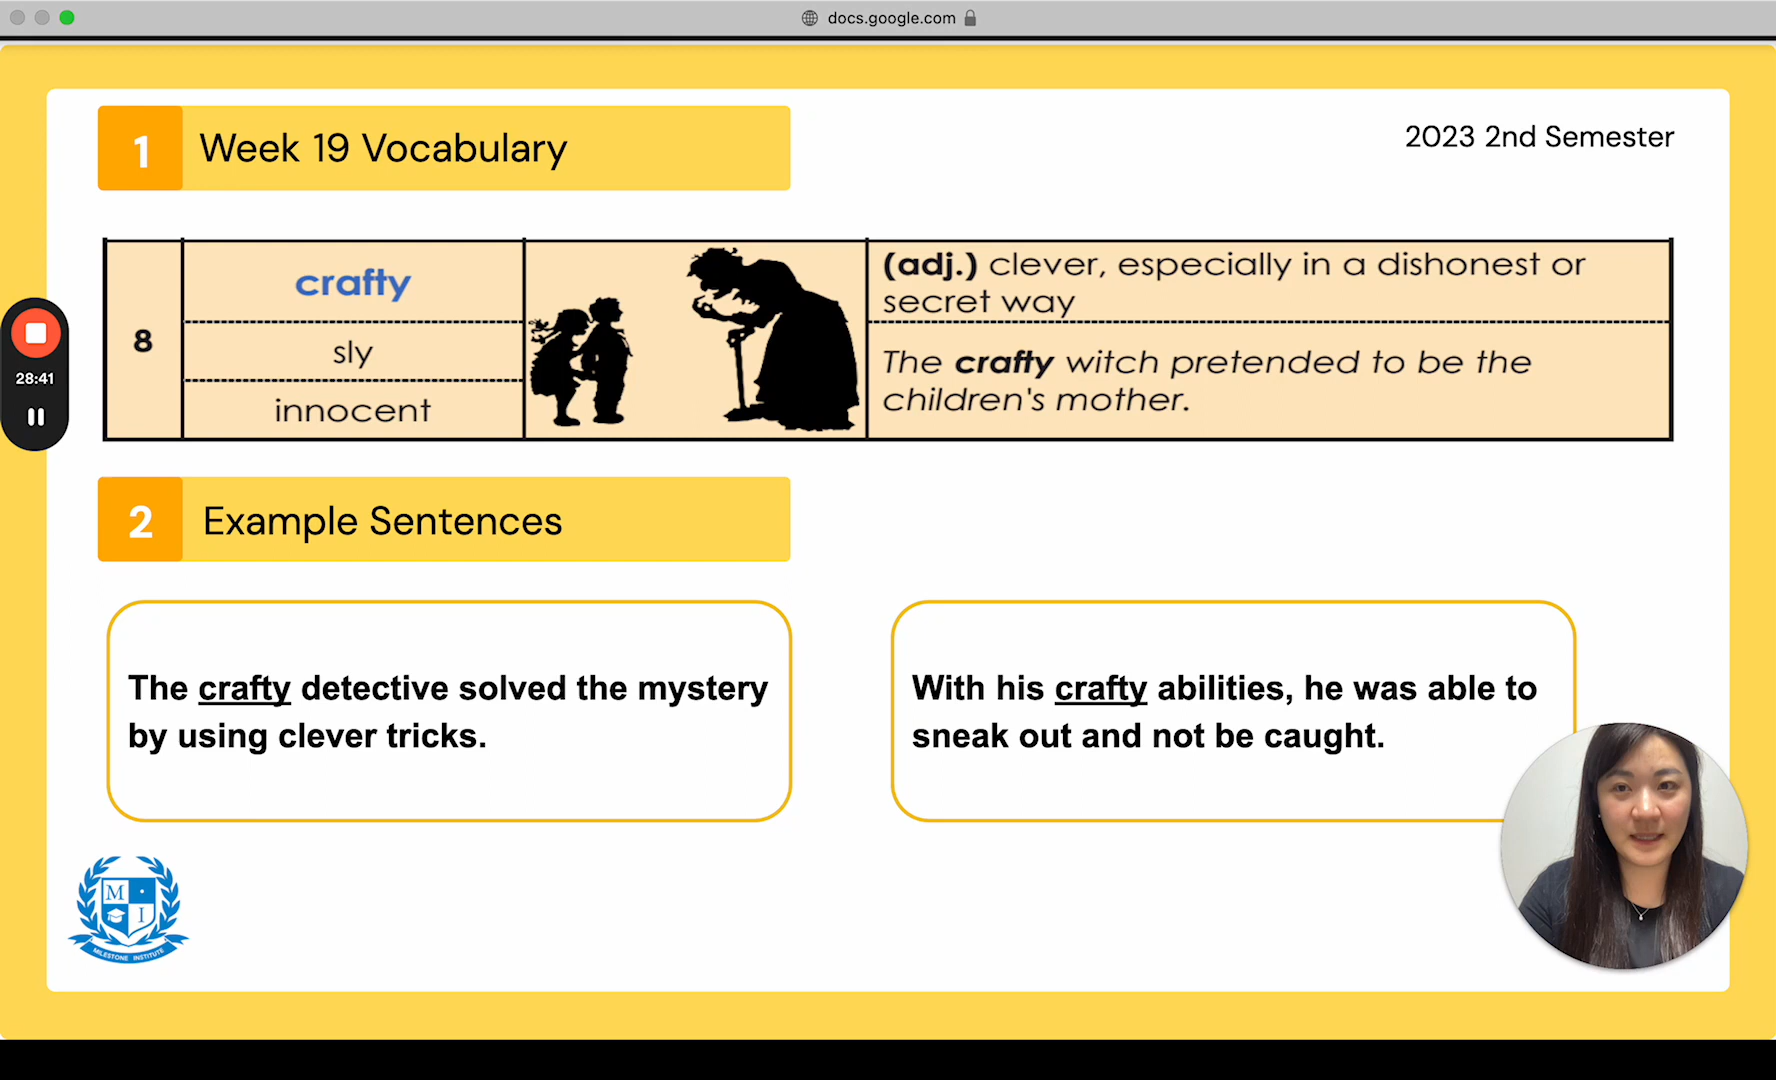 docs.google.com
1 Week 19 Vocabulary
2023 2nd Semester
8
crafty
sly
innocent
(adj.) clever, especially in a dishonest or
secret way
The crafty witch pretended to be the
children's mother.
28:41
2 Example Sentences
The crafty detective solved the mystery
by using clever tricks.
With his crafty abilities, he was able to
sneak out and not be caught.
M
I
MILESTONE INSTITUTE